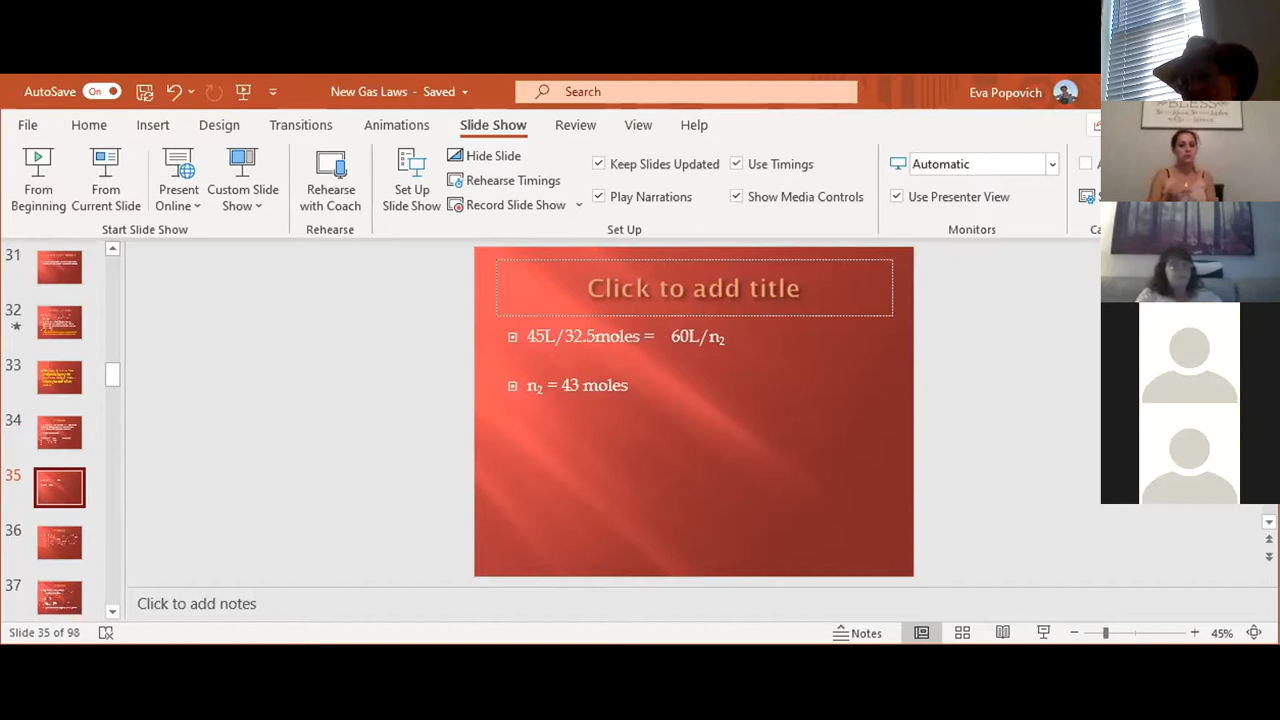 AutoSave On New Gas Laws - Saved Search Eva Popovich
File Home Insert Design Transitions Animations Slide Show Review View Help
From Beginning
From Current Slide
Present Online
Custom Slide Show
Start Slide Show
Rehearse with Coach
Rehearse
Set Up Slide Show
Hide Slide
Rehearse Timings
Record Slide Show
Keep Slides Updated
Use Timings
Play Narrations
Show Media Controls
Set Up
Automatic
Use Presenter View
Monitors
31
32
33
34
35
36
37
Click to add title
45L/32.5moles = 60L/n₂
n₂ = 43 moles
Click to add notes
Slide 35 of 98 Notes 45%
BLESS